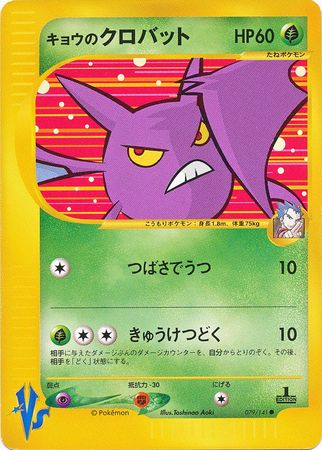 キョウのクロバット HP60
たねポケモン
こうもりポケモン:身長1.8m、体重75kg
つばさでうつ 10
きゅうけつどく 10
相手に与えたダメージぶんのダメージカウンターを、自分からとりのぞく。その後、
相手を「どく」状態にする。
弱点 抵抗力-30 にげる
VS © Pokémon Illus.Toshinao Aoki 079/141 1
EDITION